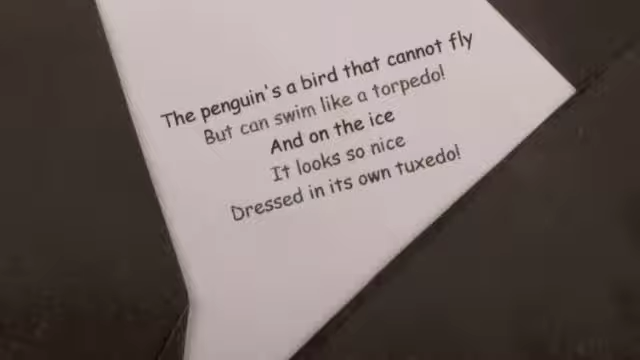 The penguin's a bird that cannot fly
But can swim like a torpedo!
And on the ice
It looks so nice
Dressed in its own tuxedo!